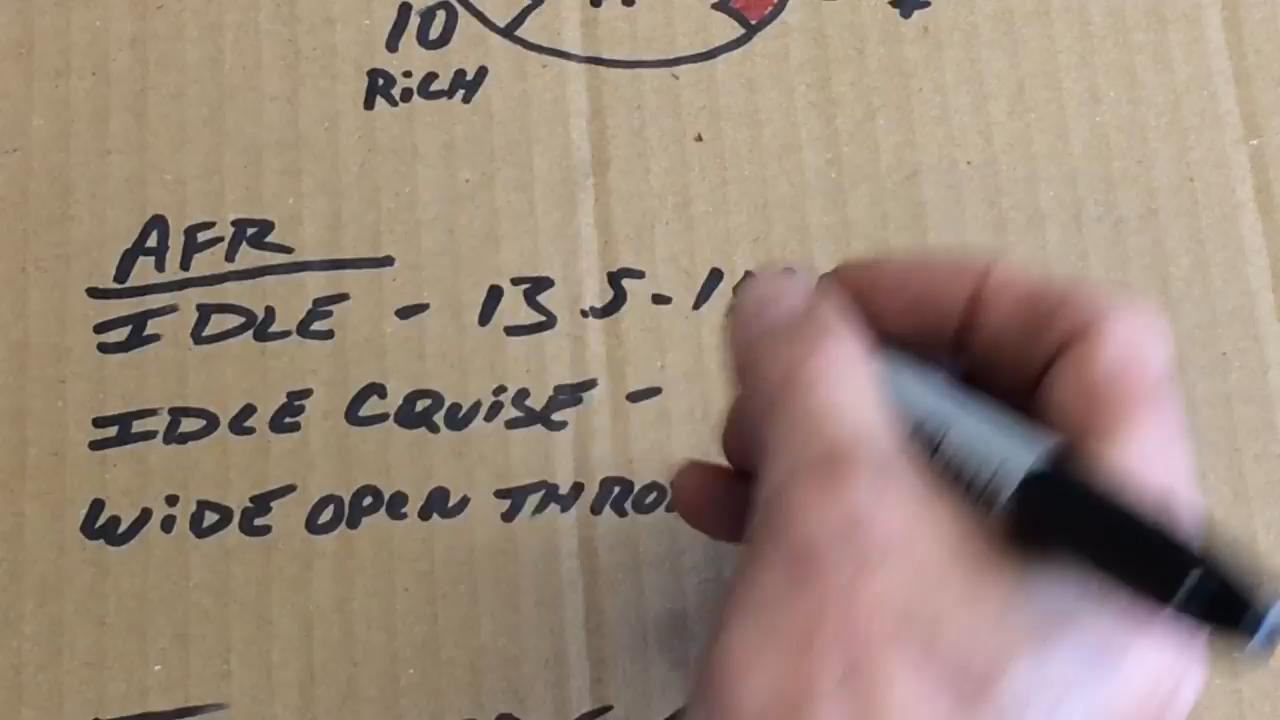 10
RiCH
AFR
IDLE - 13.5-1
IDLE CRUiSE -
WiDE OPEN THRO